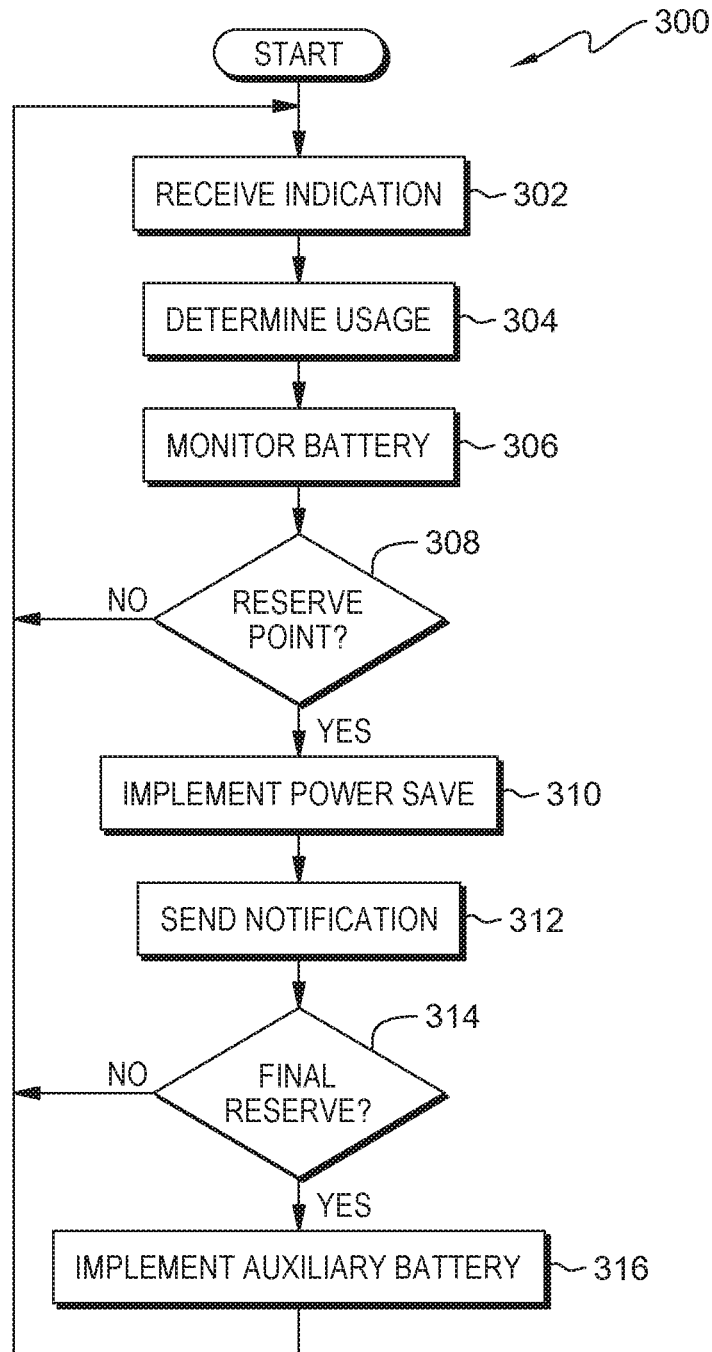 START
300
RECEIVE INDICATION
302
DETERMINE USAGE
304
MONITOR BATTERY
306
308
RESERVE
POINT?
NO
YES
IMPLEMENT POWER SAVE
310
SEND NOTIFICATION
312
314
FINAL
RESERVE?
NO
YES
IMPLEMENT AUXILIARY BATTERY
316